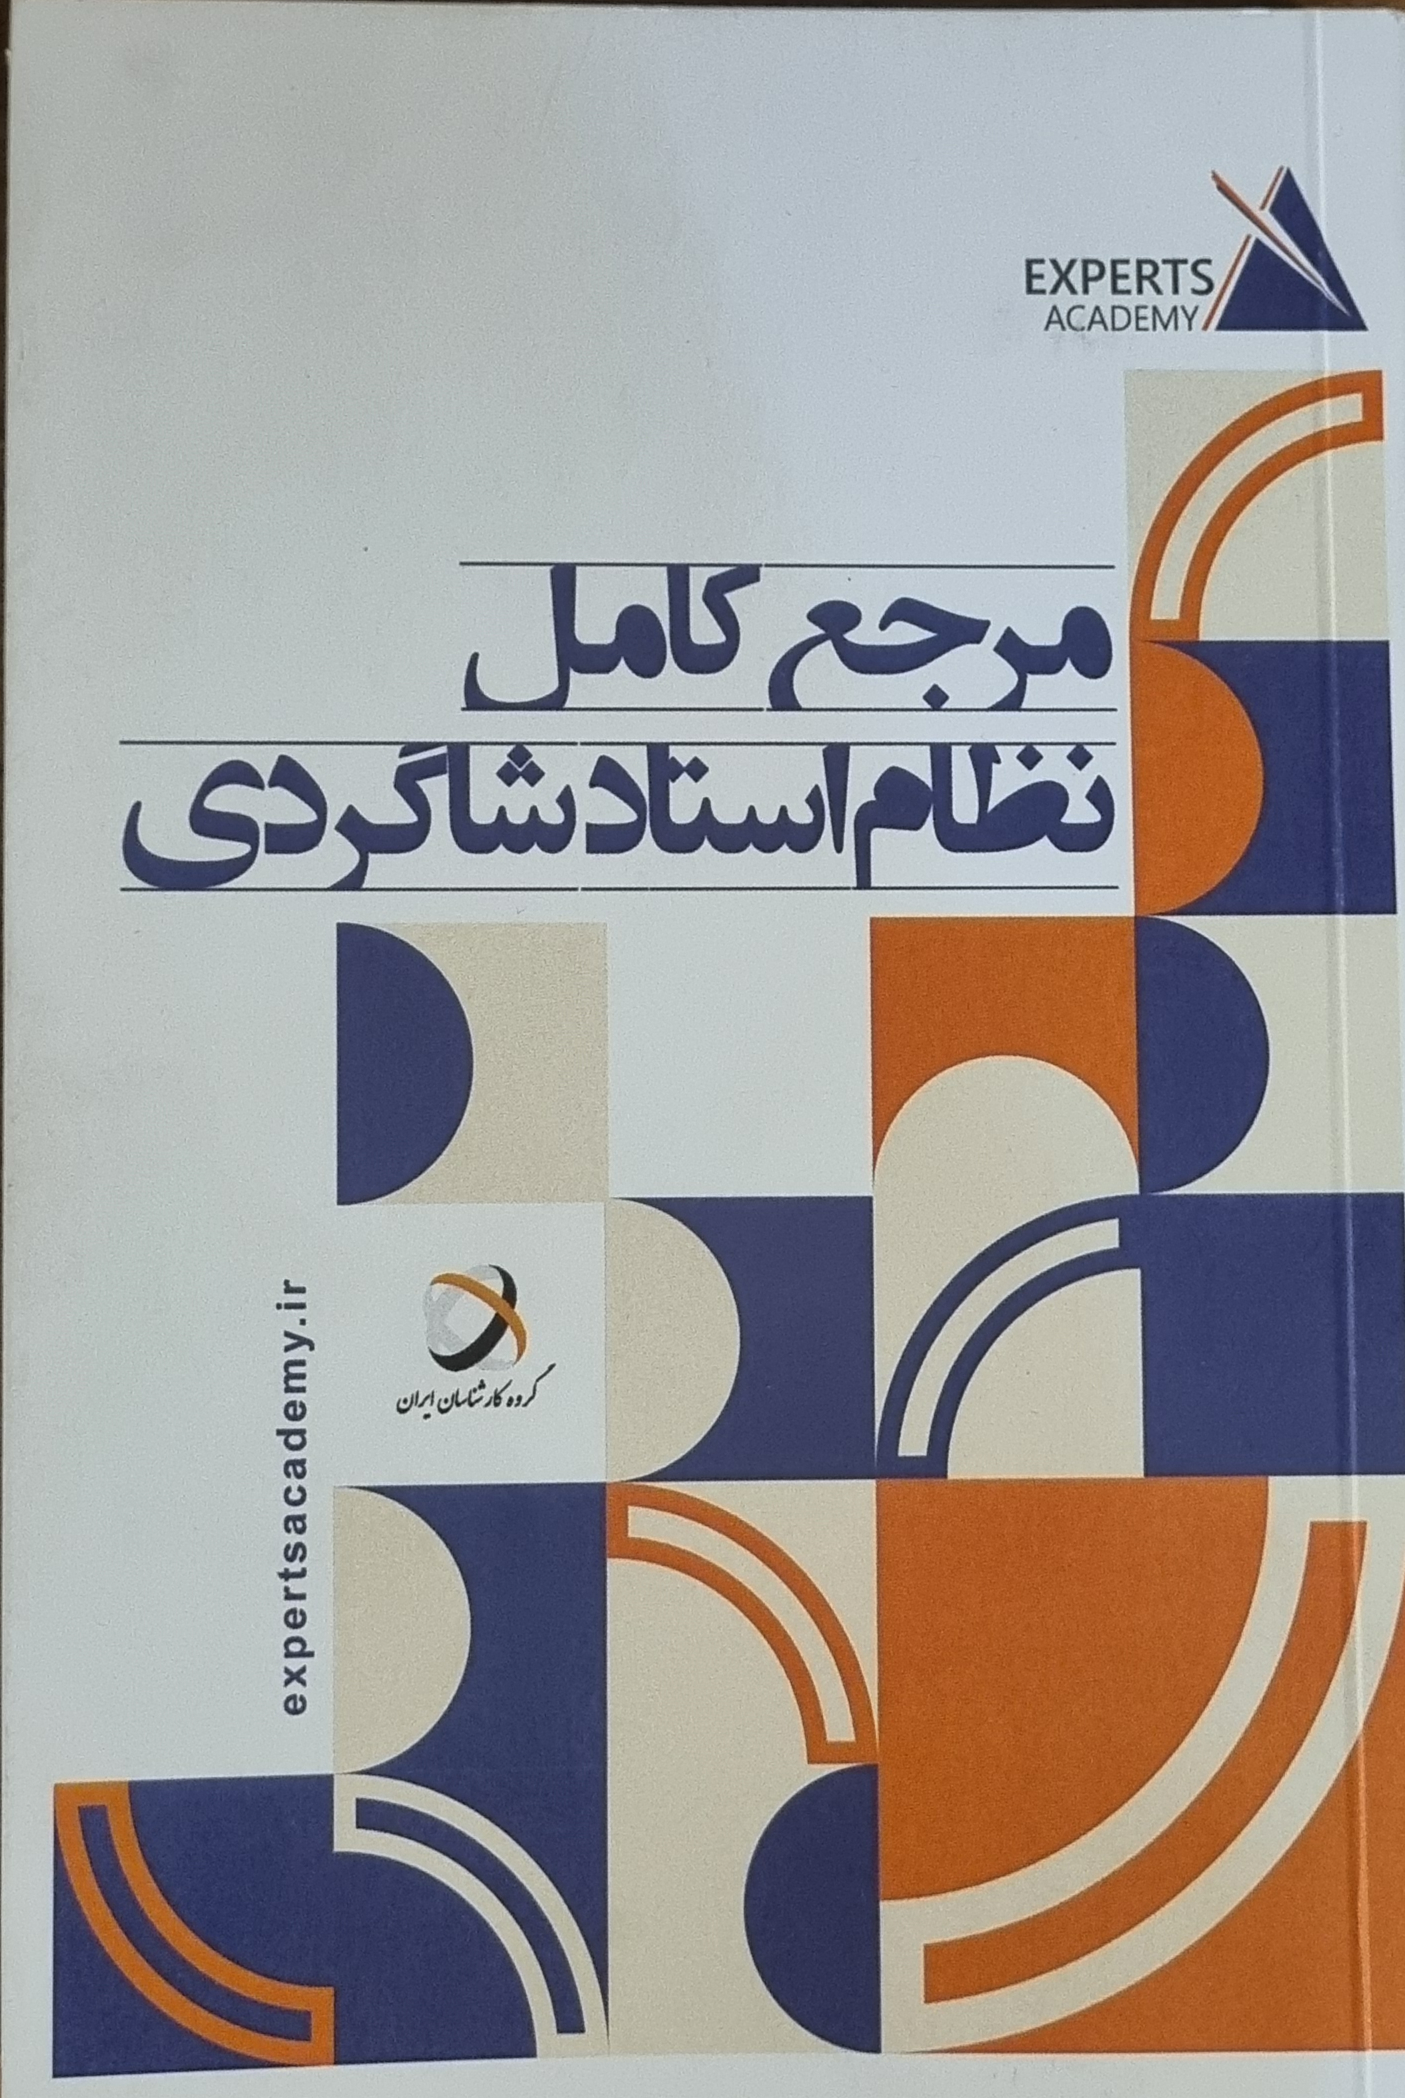 EXPERTS
ACADEMY
مرجع کامل
نظام استاد شاگردی
گروه کارشناسان ایران
expertsacademy.ir